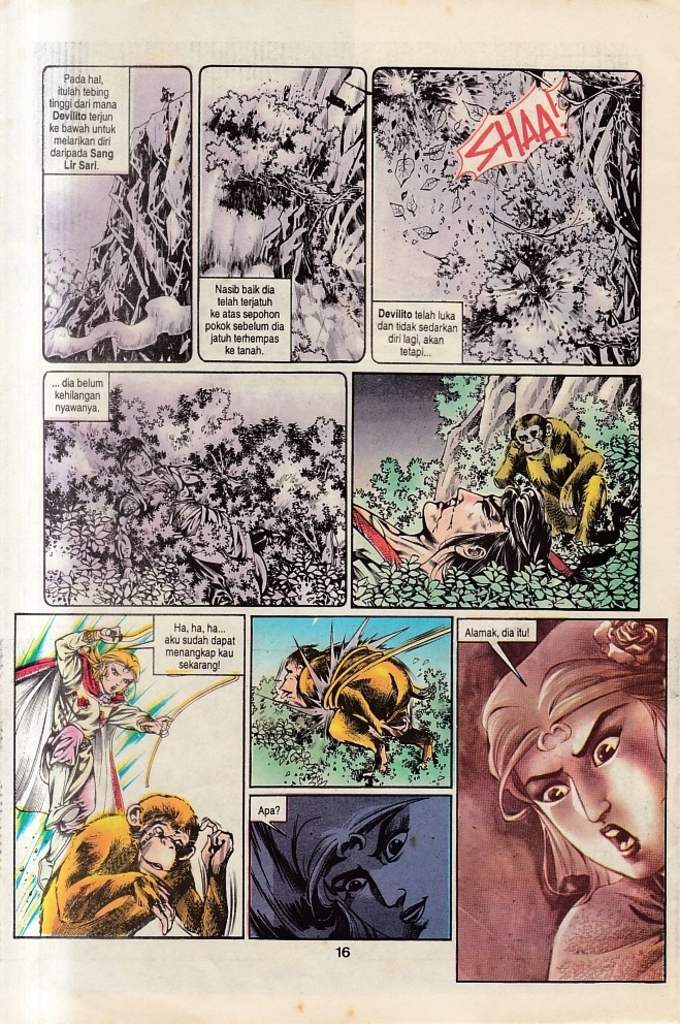 Pada hal,
itulah tebing
tinggi dari mana
Devilito terjun
ke bawah untuk
melarikan diri
daripada Sang
Lir Sari.
Nasib baik dia
telah terjatuh
ke atas sepohon
pokok sebelum dia
jatuh terhempas
ke tanah.
SHAA!
Devilito telah luka
dan tidak sedarkan
diri lagi, akan
tetapi...
... dia belum
kehilangan
nyawanya.
Ha, ha, ha...
aku sudah dapat
menangkap kau
sekarang!
Apa?
Alamak, dia itu!
16